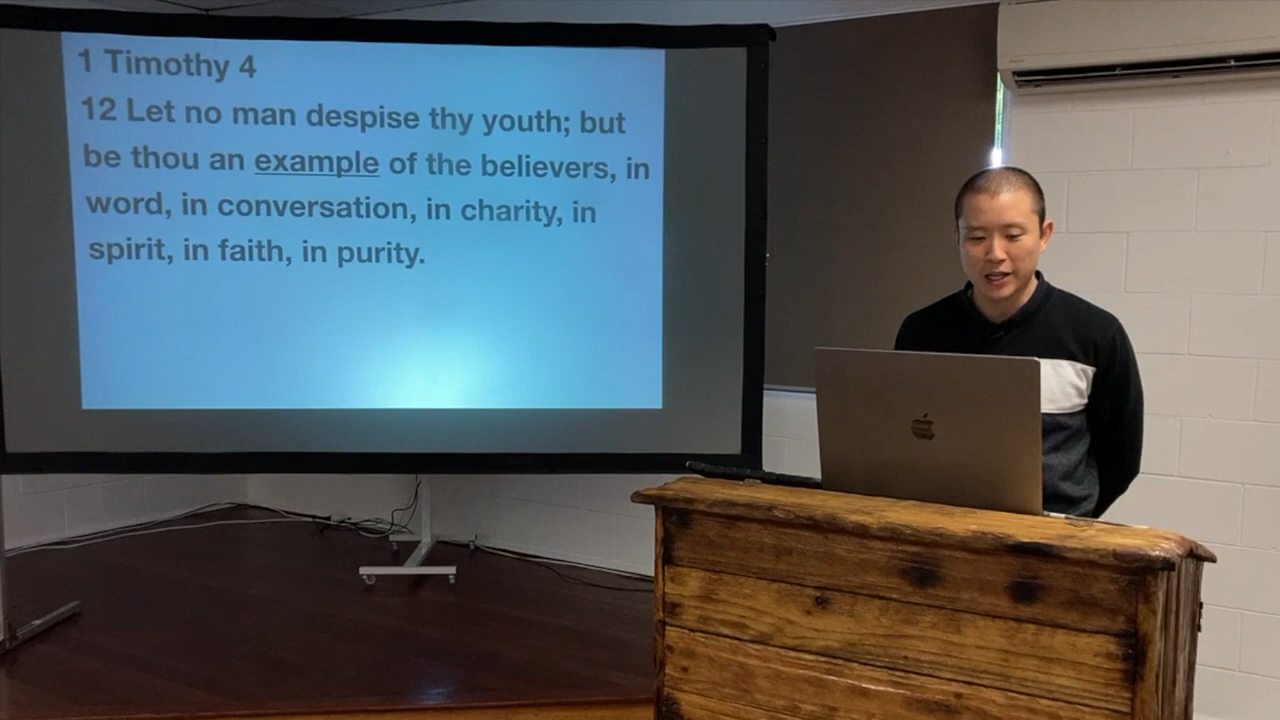 1 Timothy 4
12 Let no man despise thy youth; but
be thou an example of the believers, in
word, in conversation, in charity, in
spirit, in faith, in purity.